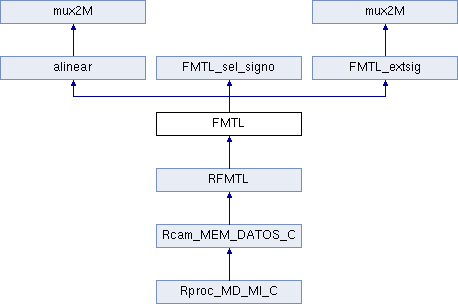 mux2M mux2M
alinear FMTL_sel_signo FMTL_extsig
FMTL
RFMTL
Rcam_MEM_DATOS_C
Rproc_MD_MI_C